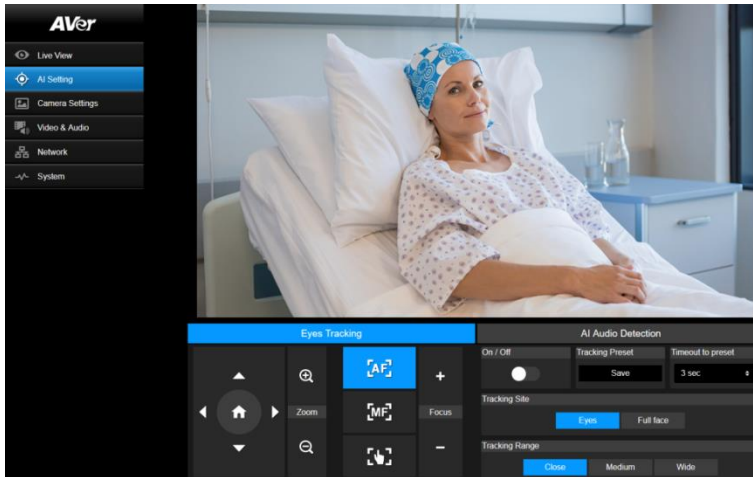 AVer
Live View
AI Setting
Camera Settings
Video & Audio
Network
System
Eyes Tracking
AI Audio Detection
On / Off
Tracking Preset
Timeout to preset
Save
3 sec
AF
Zoom
MF
Focus
Tracking Site
Eyes
Full face
Tracking Range
Close
Medium
Wide